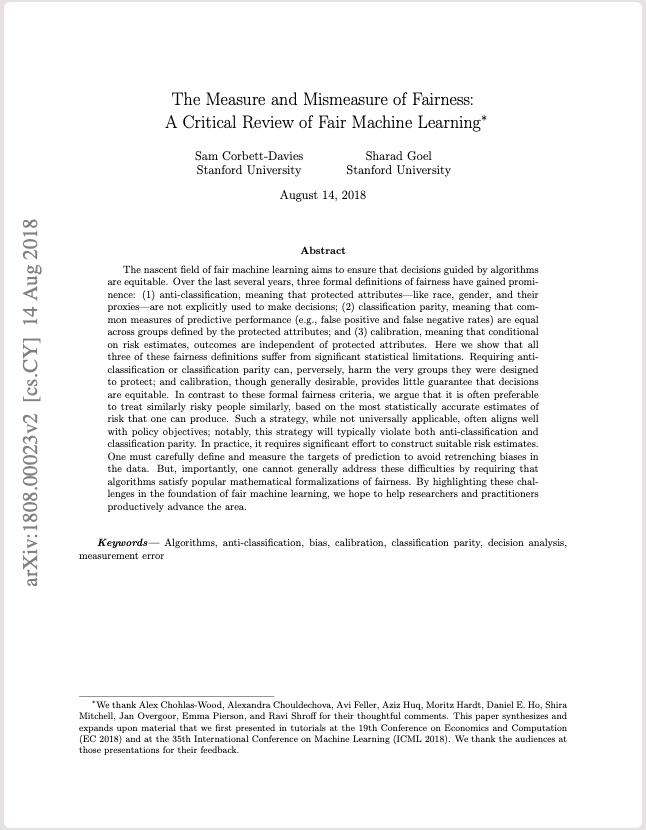 The Measure and Mismeasure of Fairness:
A Critical Review of Fair Machine Learning*
Sam Corbett-Davies
Stanford University
Sharad Goel
Stanford University
August 14, 2018
arXiv:1808.00023v2 [cs.CY] 14 Aug 2018
Abstract
The nascent field of fair machine learning aims to ensure that decisions guided by algorithms
are equitable. Over the last several years, three formal definitions of fairness have gained promi-
nence: (1) anti-classification, meaning that protected attributes—like race, gender, and their
proxies—are not explicitly used to make decisions; (2) classification parity, meaning that com-
mon measures of predictive performance (e.g., false positive and false negative rates) are equal
across groups defined by the protected attributes; and (3) calibration, meaning that conditional
on risk estimates, outcomes are independent of protected attributes. Here we show that all
three of these fairness definitions suffer from significant statistical limitations. Requiring anti-
classification or classification parity can, perversely, harm the very groups they were designed
to protect; and calibration, though generally desirable, provides little guarantee that decisions
are equitable. In contrast to these formal fairness criteria, we argue that it is often preferable
to treat similarly risky people similarly, based on the most statistically accurate estimates of
risk that one can produce. Such a strategy, while not universally applicable, often aligns well
with policy objectives; notably, this strategy will typically violate both anti-classification and
classification parity. In practice, it requires significant effort to construct suitable risk estimates.
One must carefully define and measure the targets of prediction to avoid retrenching biases in
the data. But, importantly, one cannot generally address these difficulties by requiring that
algorithms satisfy popular mathematical formalizations of fairness. By highlighting these chal-
lenges in the foundation of fair machine learning, we hope to help researchers and practitioners
productively advance the area.
Keywords— Algorithms, anti-classification, bias, calibration, classification parity, decision analysis,
measurement error
*We thank Alex Chohlas-Wood, Alexandra Chouldechova, Avi Feller, Aziz Huq, Moritz Hardt, Daniel E. Ho, Shira
Mitchell, Jan Overgoor, Emma Pierson, and Ravi Shroff for their thoughtful comments. This paper synthesizes and
expands upon material that we first presented in tutorials at the 19th Conference on Economics and Computation
(EC 2018) and at the 35th International Conference on Machine Learning (ICML 2018). We thank the audiences at
those presentations for their feedback.